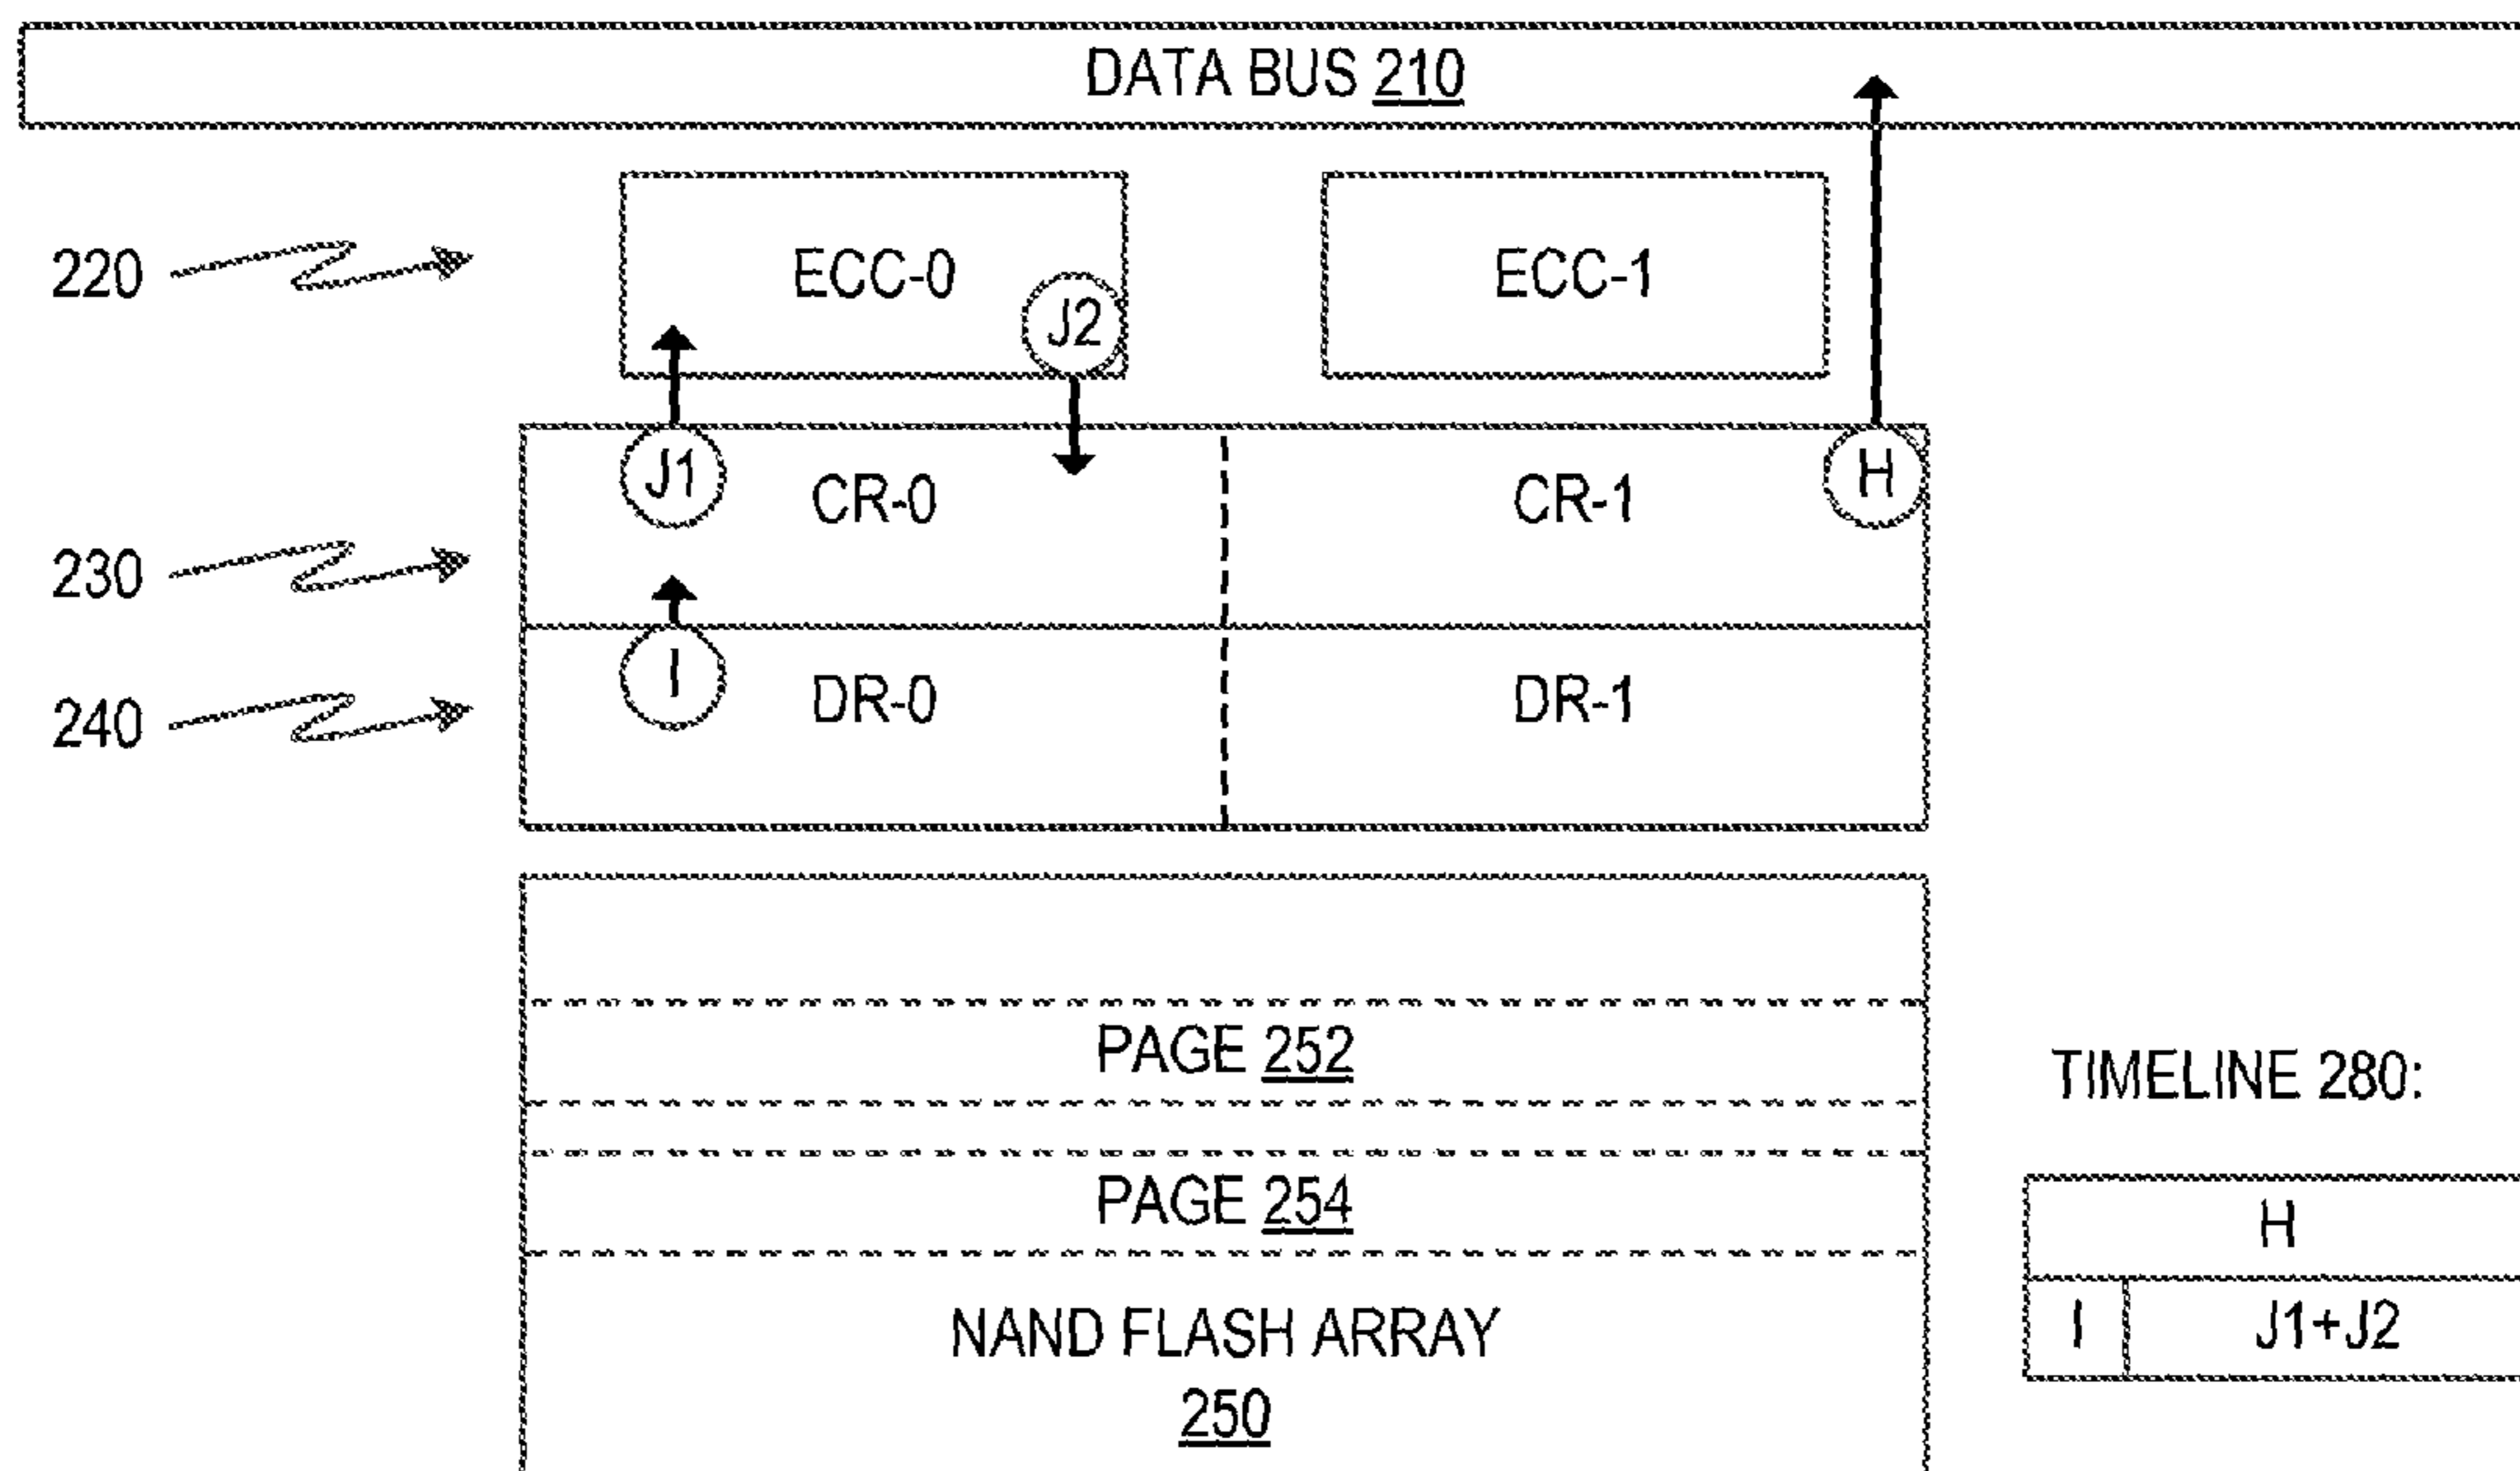 DATA BUS 210
220
ECC-0
J2
ECC-1
J1
CR-0
CR-1
H
230
I
DR-0
DR-1
240
PAGE 252
PAGE 254
NAND FLASH ARRAY
250
TIMELINE 280:
H
I
J1+J2